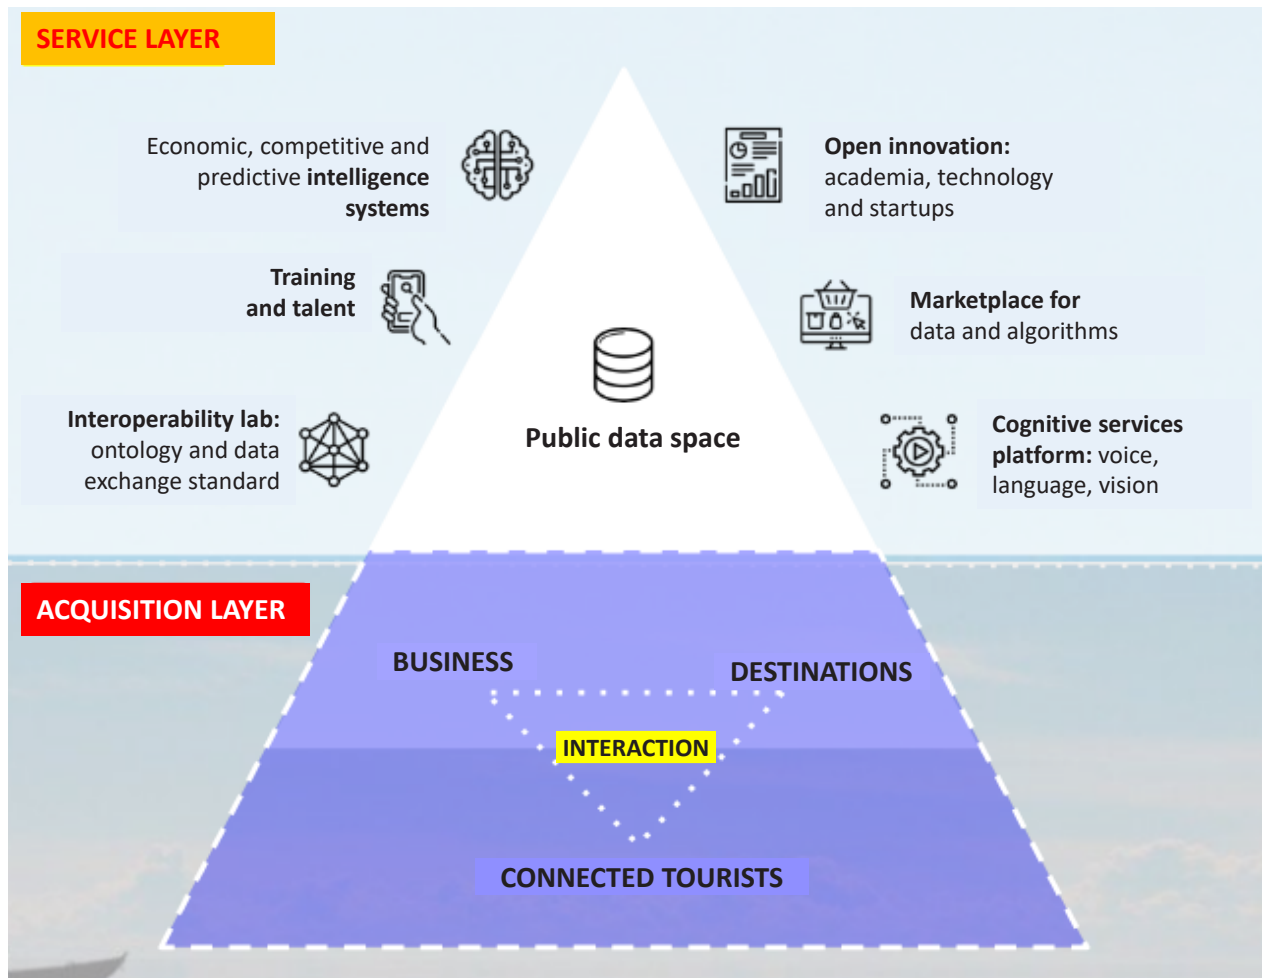 SERVICE LAYER
Economic, competitive and
predictive intelligence
systems
Open innovation:
academia, technology
and startups
Training
and talent
Marketplace for
data and algorithms
Public data space
Interoperability lab:
ontology and data
exchange standard
Cognitive services
platform: voice,
language, vision
ACQUISITION LAYER
BUSINESS
DESTINATIONS
INTERACTION
CONNECTED TOURISTS